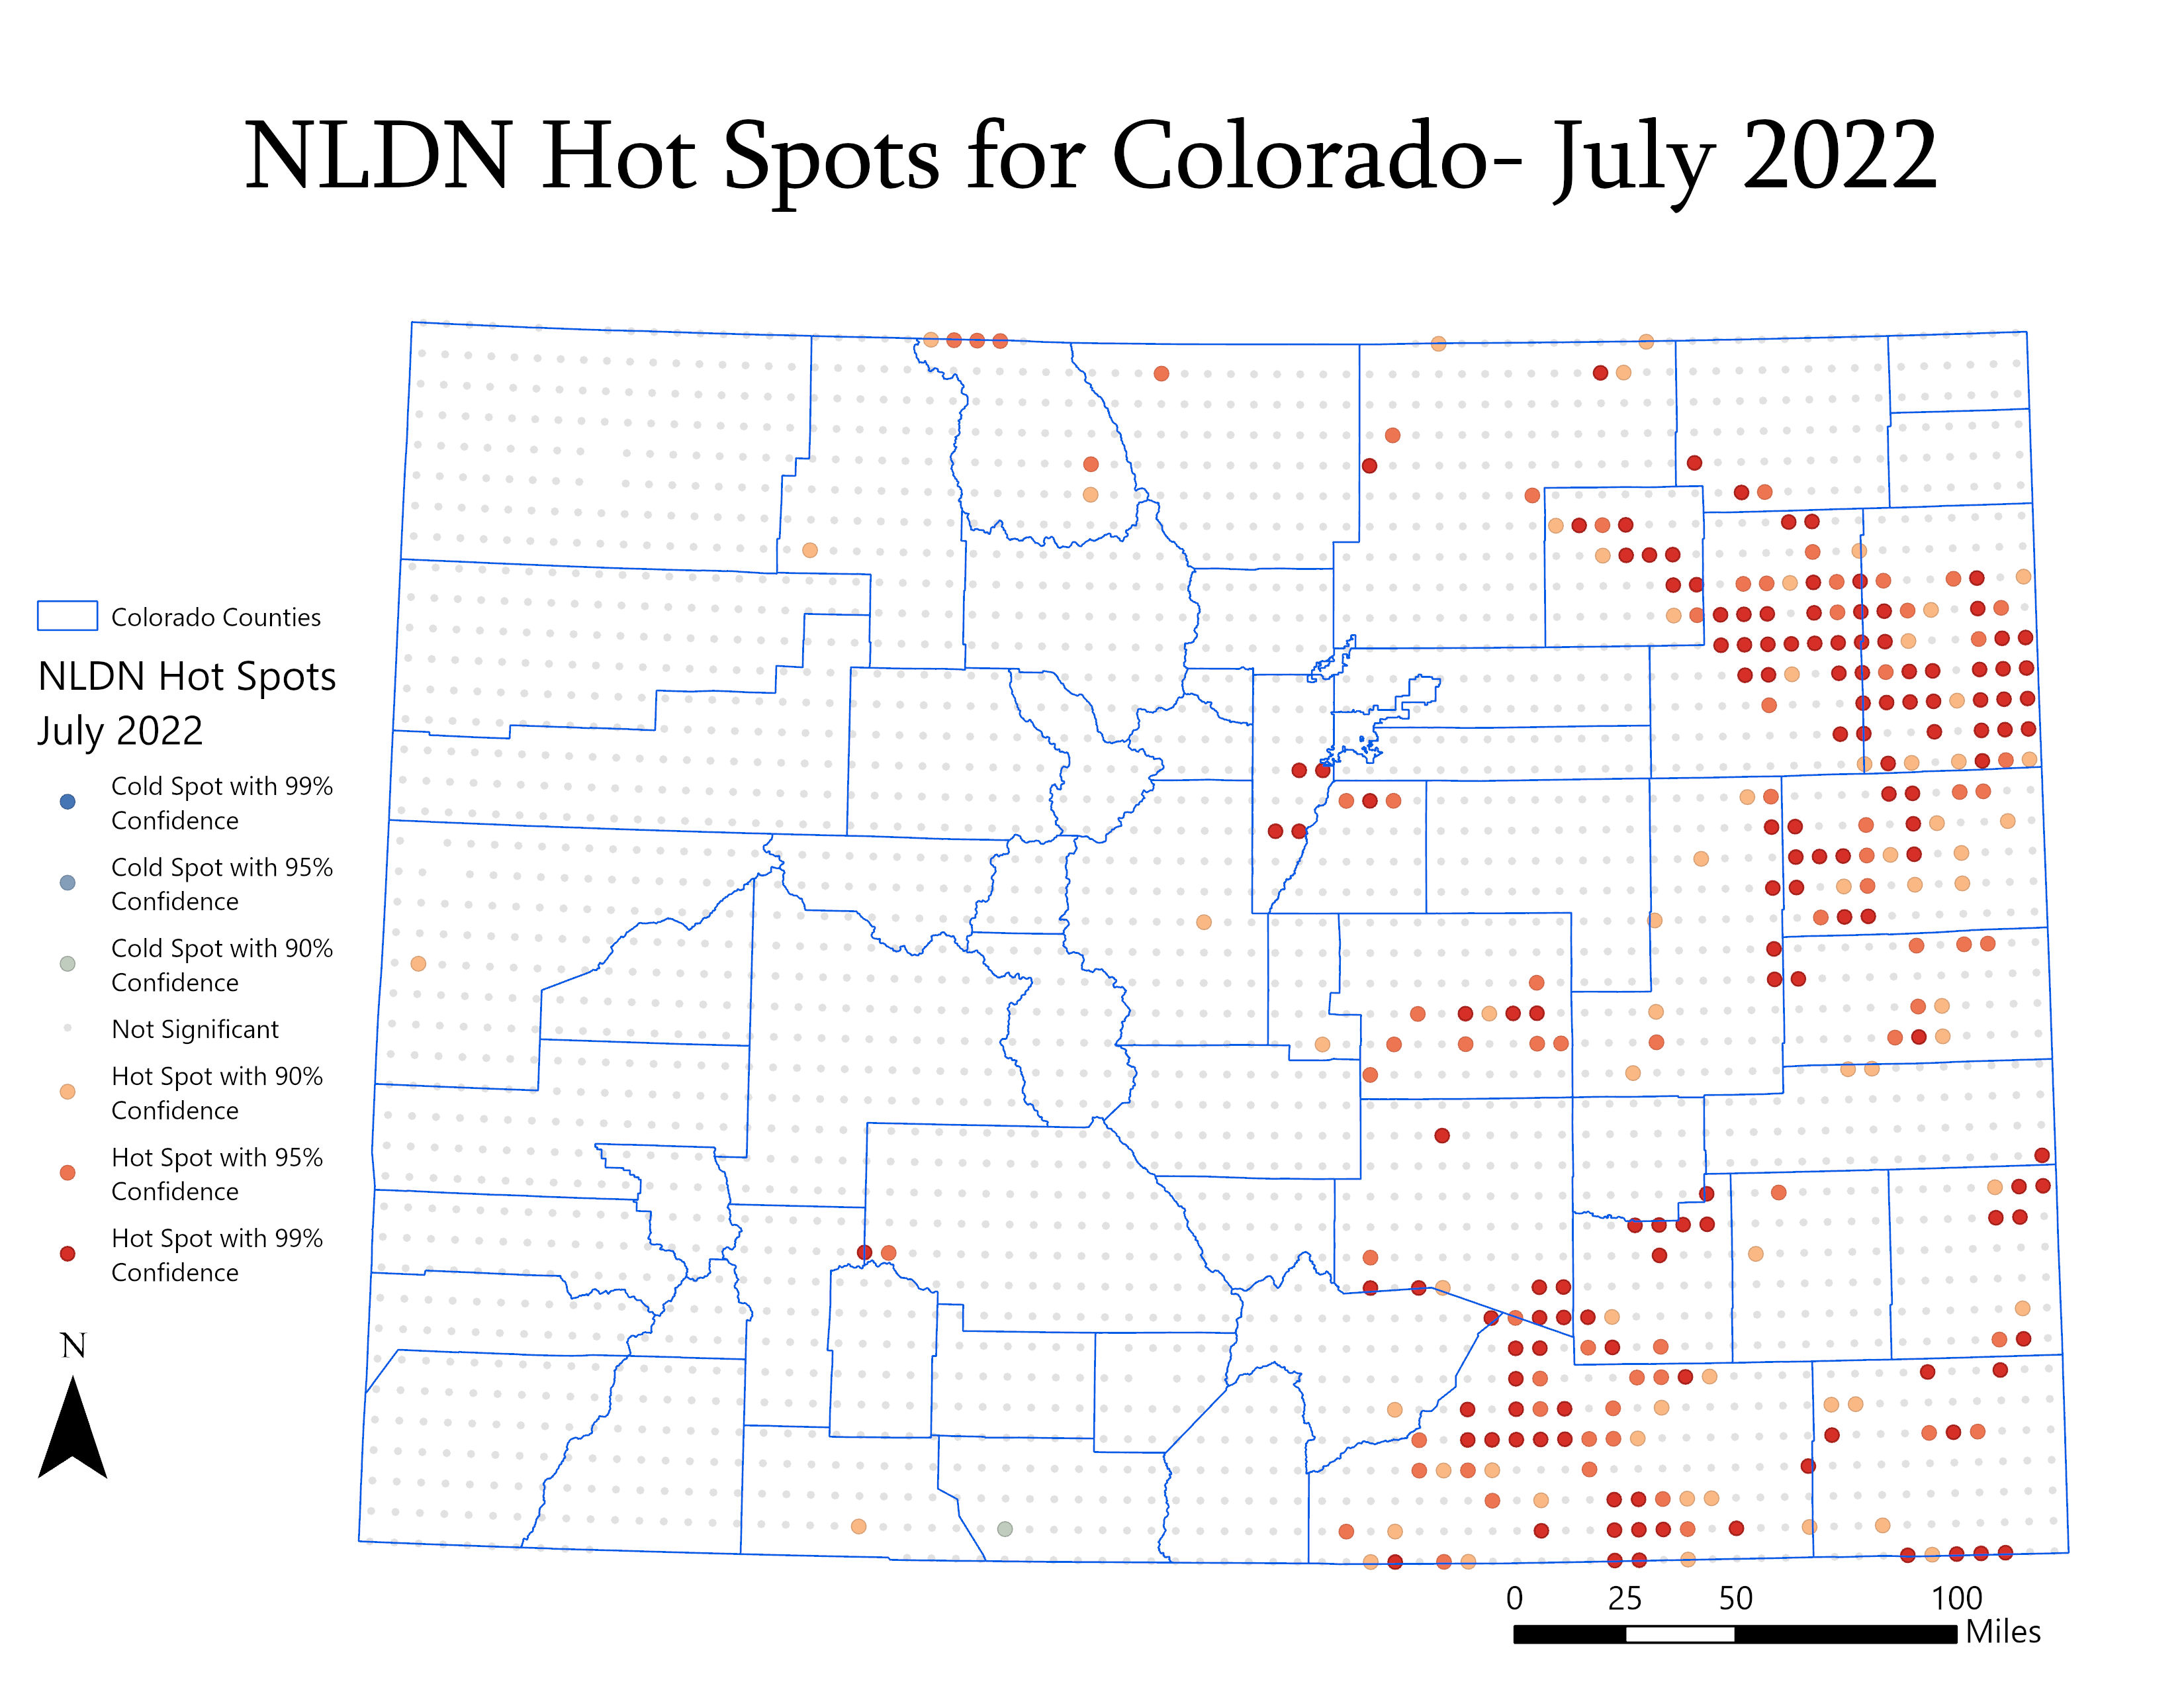 NLDN Hot Spots for Colorado- July 2022
Colorado Counties
NLDN Hot Spots
July 2022
Cold Spot with 99%
Confidence
Cold Spot with 95%
Confidence
Cold Spot with 90%
Confidence
Not Significant
Hot Spot with 90%
Confidence
Hot Spot with 95%
Confidence
Hot Spot with 99%
Confidence
N
0 25 50 100
Miles